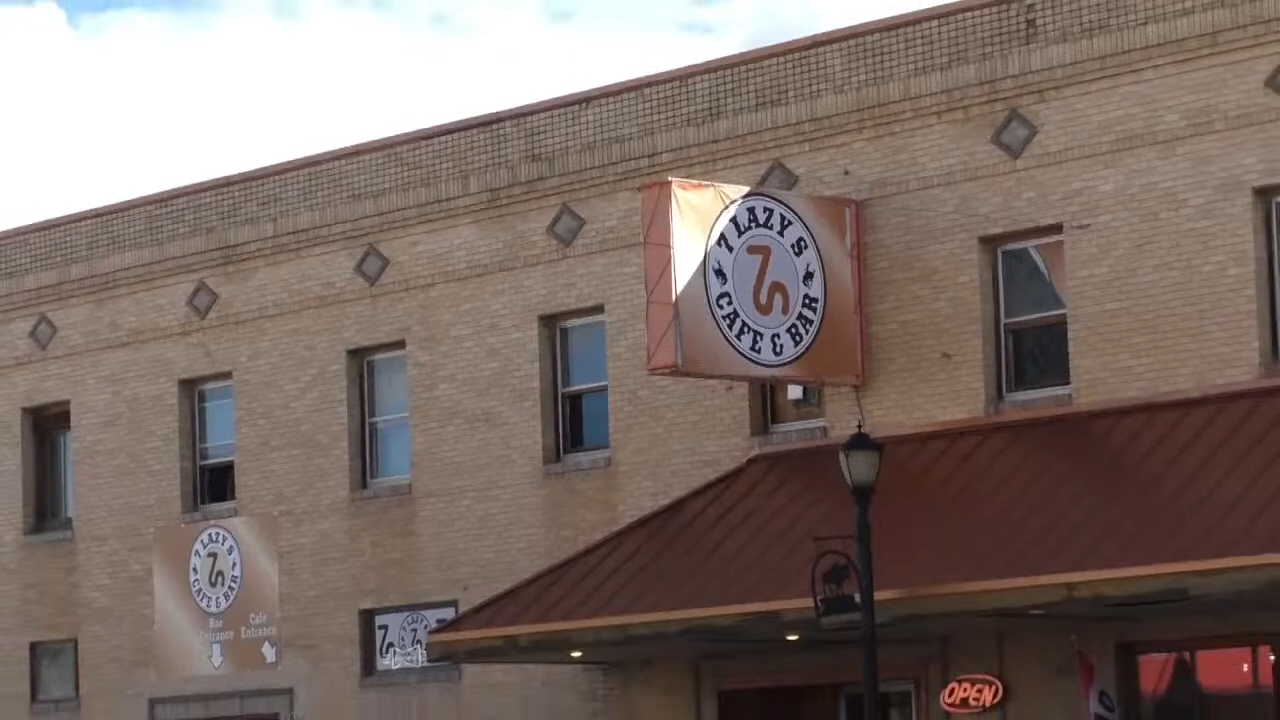 7 LAZY S
CAFE & BAR
7 LAZY S
CAFE & BAR
Bar
Entrance
Cafe
Entrance
OPEN